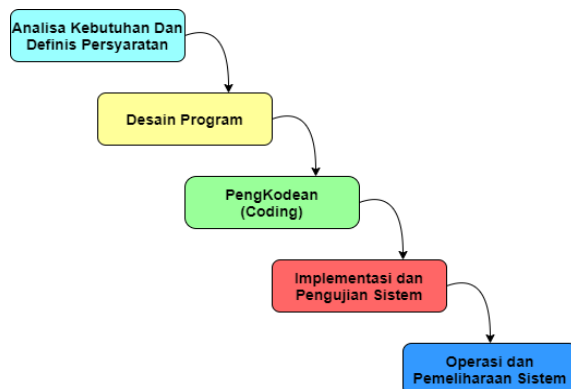 Analisa Kebutuhan Dan
Definis Persyaratan
Desain Program
PengKodean
(Coding)
Implementasi dan
Pengujian Sistem
Operasi dan
Pemeliharaan Sistem